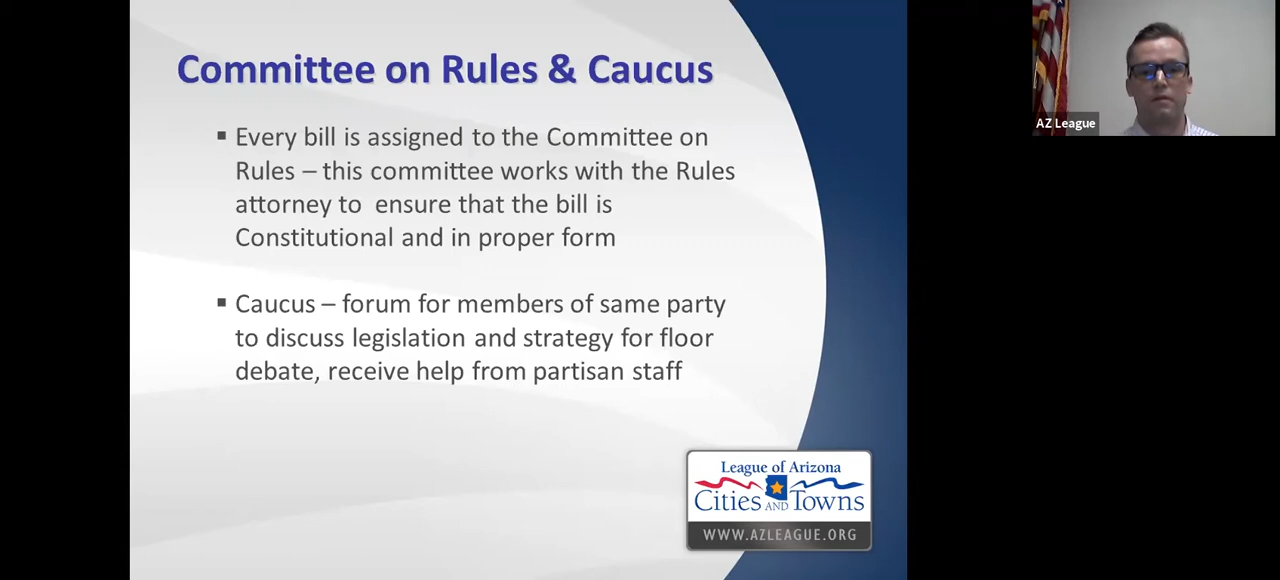 Committee on Rules & Caucus
▪ Every bill is assigned to the Committee on
Rules – this committee works with the Rules
attorney to  ensure that the bill is
Constitutional and in proper form
▪ Caucus – forum for members of same party
to discuss legislation and strategy for floor
debate, receive help from partisan staff
League of Arizona
Cities AND Towns
WWW.AZLEAGUE.ORG
AZ League